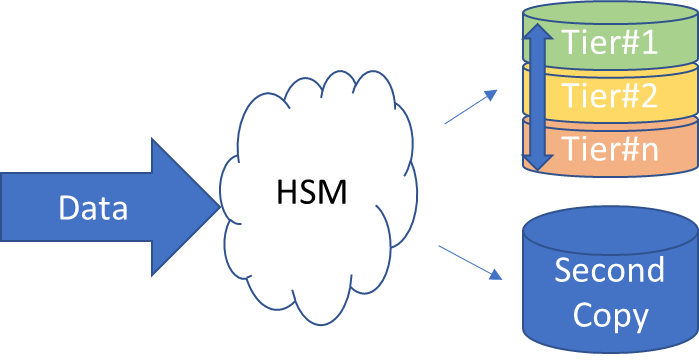 Data
HSM
Tier#1
Tier#2
Tier#n
Second
Copy